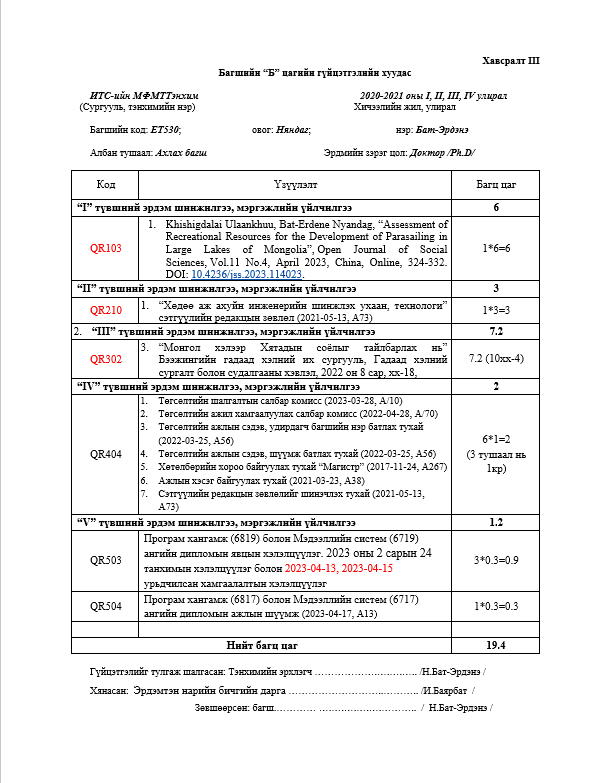 Хавсралт III
Багшийн “Б” цагийн гүйцэтгэлийн хуудас
ИТС-ийн МФМТТэнхим 2020-2021 оны I, II, III, IV улирал
(Сургууль, тэнхимийн нэр) Хичээлийн жил, улирал
Багшийн код: ET530; овог: Няндаг; нэр: Бат-Эрдэнэ
Албан тушаал: Ахлах багш Эрдмийн зэрэг цол: Доктор /Ph.D/
Код Үзүүлэлт Багц цаг
“I” түвшний эрдэм шинжилгээ, мэргэжлийн үйлчилгээ 6
QR103 1. Khishigdalai Ulaankhuu, Bat-Erdene Nyandag, “Assessment of
Recreational Resources for the Development of Parasailing in
Large Lakes of Mongolia”, Open Journal of Social
Sciences, Vol.11 No.4, April 2023, China, Online, 324-332.
DOI: 10.4236/jss.2023.114023.
1*6=6
“II” түвшний эрдэм шинжилгээ, мэргэжлийн үйлчилгээ 3
QR210 1. “Хөдөө аж ахуйн инженерийн шинжлэх ухаан, технологи”
сэтгүүлийн редакцын зөвлөл (2021-05-13, А73)
1*3=3
2. “III” түвшний эрдэм шинжилгээ, мэргэжлийн үйлчилгээ 7.2
QR302 3. “Монгол хэлээр Хятадын соёлыг тайлбарлах нь”
Бээжингийн гадаад хэлний их сургууль, Гадаад хэлний
сургалт болон судалгааны хэвлэл, 2022 он 8 сар, хх-18,
7.2 (10хх-4)
“IV” түвшний эрдэм шинжилгээ, мэргэжлийн үйлчилгээ 2
QR404 1. Төгсөлтийн шалгалтын салбар комисс (2023-03-28, А/10)
2. Төгсөлтийн ажил хамгаалуулах салбар комисс (2022-04-28, А/70)
3. Төгсөлтийн ажлын сэдэв, удирдагч багшийн нэр батлах тухай
(2022-03-25, А56)
4. Төгсөлтийн ажлын сэдэв, шүүмж батлах тухай (2022-03-25, А56)
5. Хөтөлбөрийн хороо байгуулах тухай “Магистр” (2017-11-24, А267)
6. Ажлын хэсэг байгуулах тухай (2021-03-23, А38)
7. Сэтгүүлийн редакцын зөвлөлийг шинэчлэх тухай (2021-05-13,
А73)
6*1=2
(3 тушаал нь
1кр)
“V” түвшний эрдэм шинжилгээ, мэргэжлийн үйлчилгээ 1.2
QR503 Програм хангамж (6819) болон Мэдээллийн систем (6719)
ангийн дипломын явцын хэлэлцүүлэг. 2023 оны 2 сарын 24
танхимын хэлэлцүүлэг болон 2023-04-13, 2023-04-15
урьдчилсан хамгаалалтын хэлэлцүүлэг
3*0.3=0.9
QR504 Програм хангамж (6817) болон Мэдээллийн систем (6717)
ангийн дипломын ажлын шүүмж (2023-04-17, А13)
1*0.3=0.3
Нийт багц цаг 19.4
Гүйцэтгэлийг тулгаж шалгасан: Тэнхимийн эрхлэгч ………………………….. /Н.Бат-Эрдэнэ /
Хянасан: Эрдэмтэн нарийн бичгийн дарга ……………………………….. /И.Баярбат /
Зөвшөөрсөн: багш………… ………………………….. / Н.Бат-Эрдэнэ /